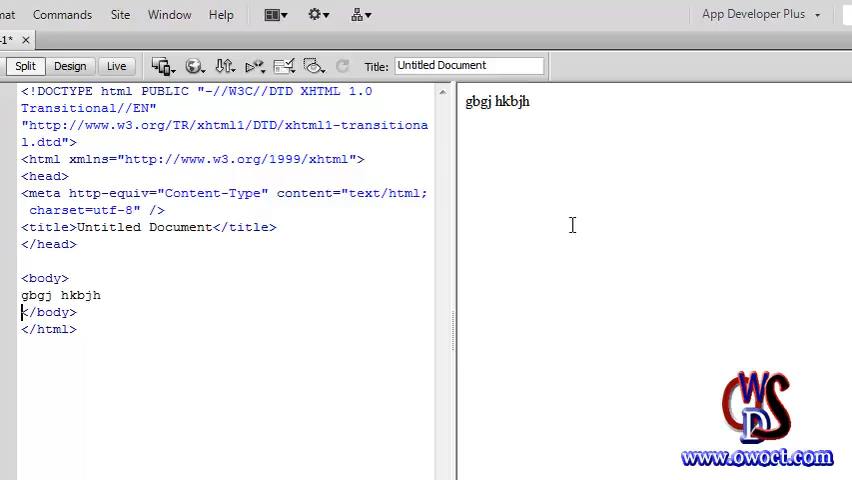 mat Commands Site Window Help App Developer Plus
-1* x
Split Design Live Title: Untitled Document
<!DOCTYPE html PUBLIC "-//W3C//DTD XHTML 1.0
Transitional//EN"
"http://www.w3.org/TR/xhtml1/DTD/xhtml1-transitiona
l.dtd">
<html xmlns="http://www.w3.org/1999/xhtml">
<head>
<meta http-equiv="Content-Type" content="text/html;
charset=utf-8" />
<title>Untitled Document</title>
</head>
<body>
gbgj hkbjh
</body>
</html>
gbgj hkbjh
www.owoct.com